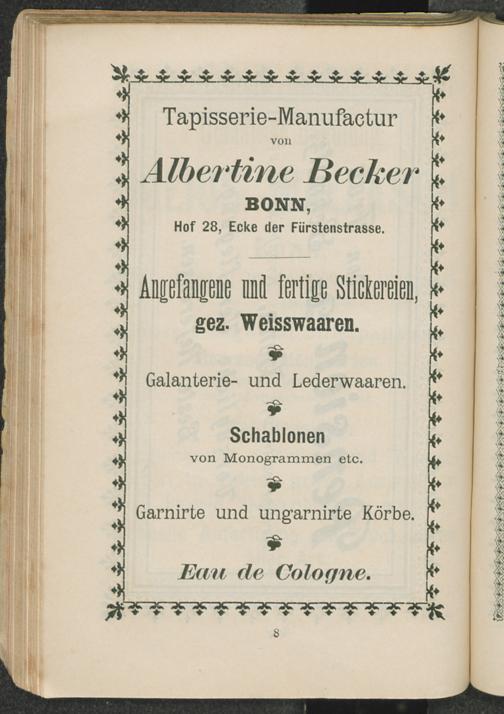 Tapisserie-Manufactur
von
Albertine Becker
BONN,
Hof 28, Ecke der Fürstenstrasse.
Angefangene und fertige Stickereien,
gez. Weisswaaren.
Galanterie- und Lederwaaren.
Schablonen
von Monogrammen etc.
Garnirte und ungarnirte Körbe.
Eau de Cologne.
8